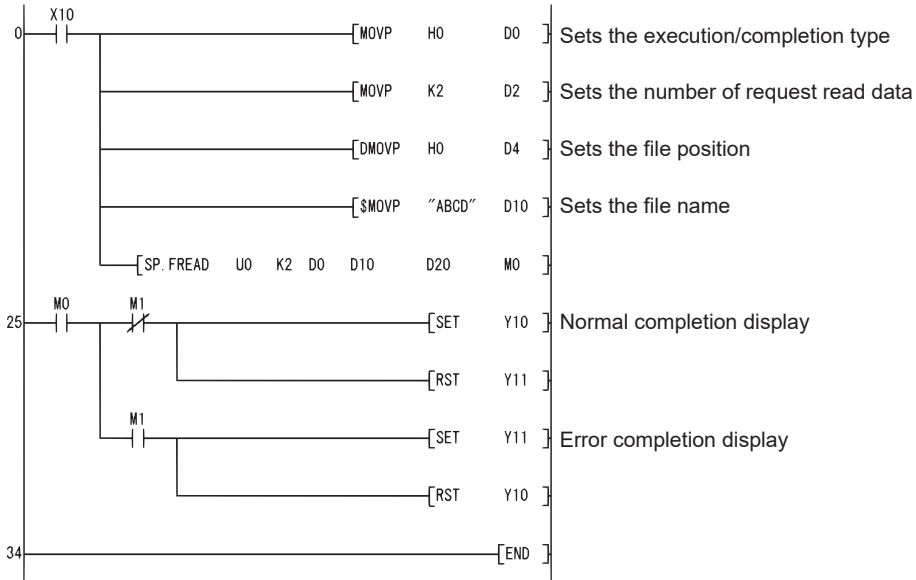 X10
0 [MOVP H0 D0 ] Sets the execution/completion type
[MOVP K2 D2 ] Sets the number of request read data
[DMOVP H0 D4 ] Sets the file position
[$MOVP "ABCD" D10 ] Sets the file name
[SP.FREAD U0 K2 D0 D10 D20 M0 ]
M0 M1
25 [SET Y10 ] Normal completion display
[RST Y11 ]
M1
[SET Y11 ] Error completion display
[RST Y10 ]
34 [END ]